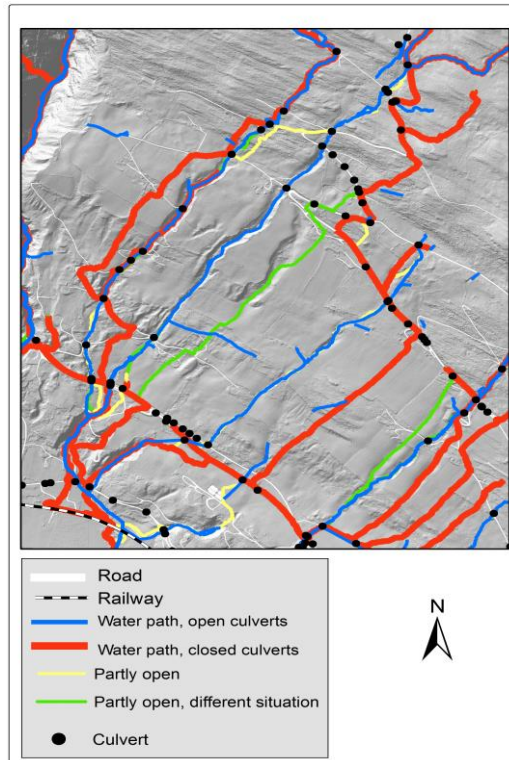 Road
Railway
Water path, open culverts
Water path, closed culverts
Partly open
Partly open, different situation
Culvert
N